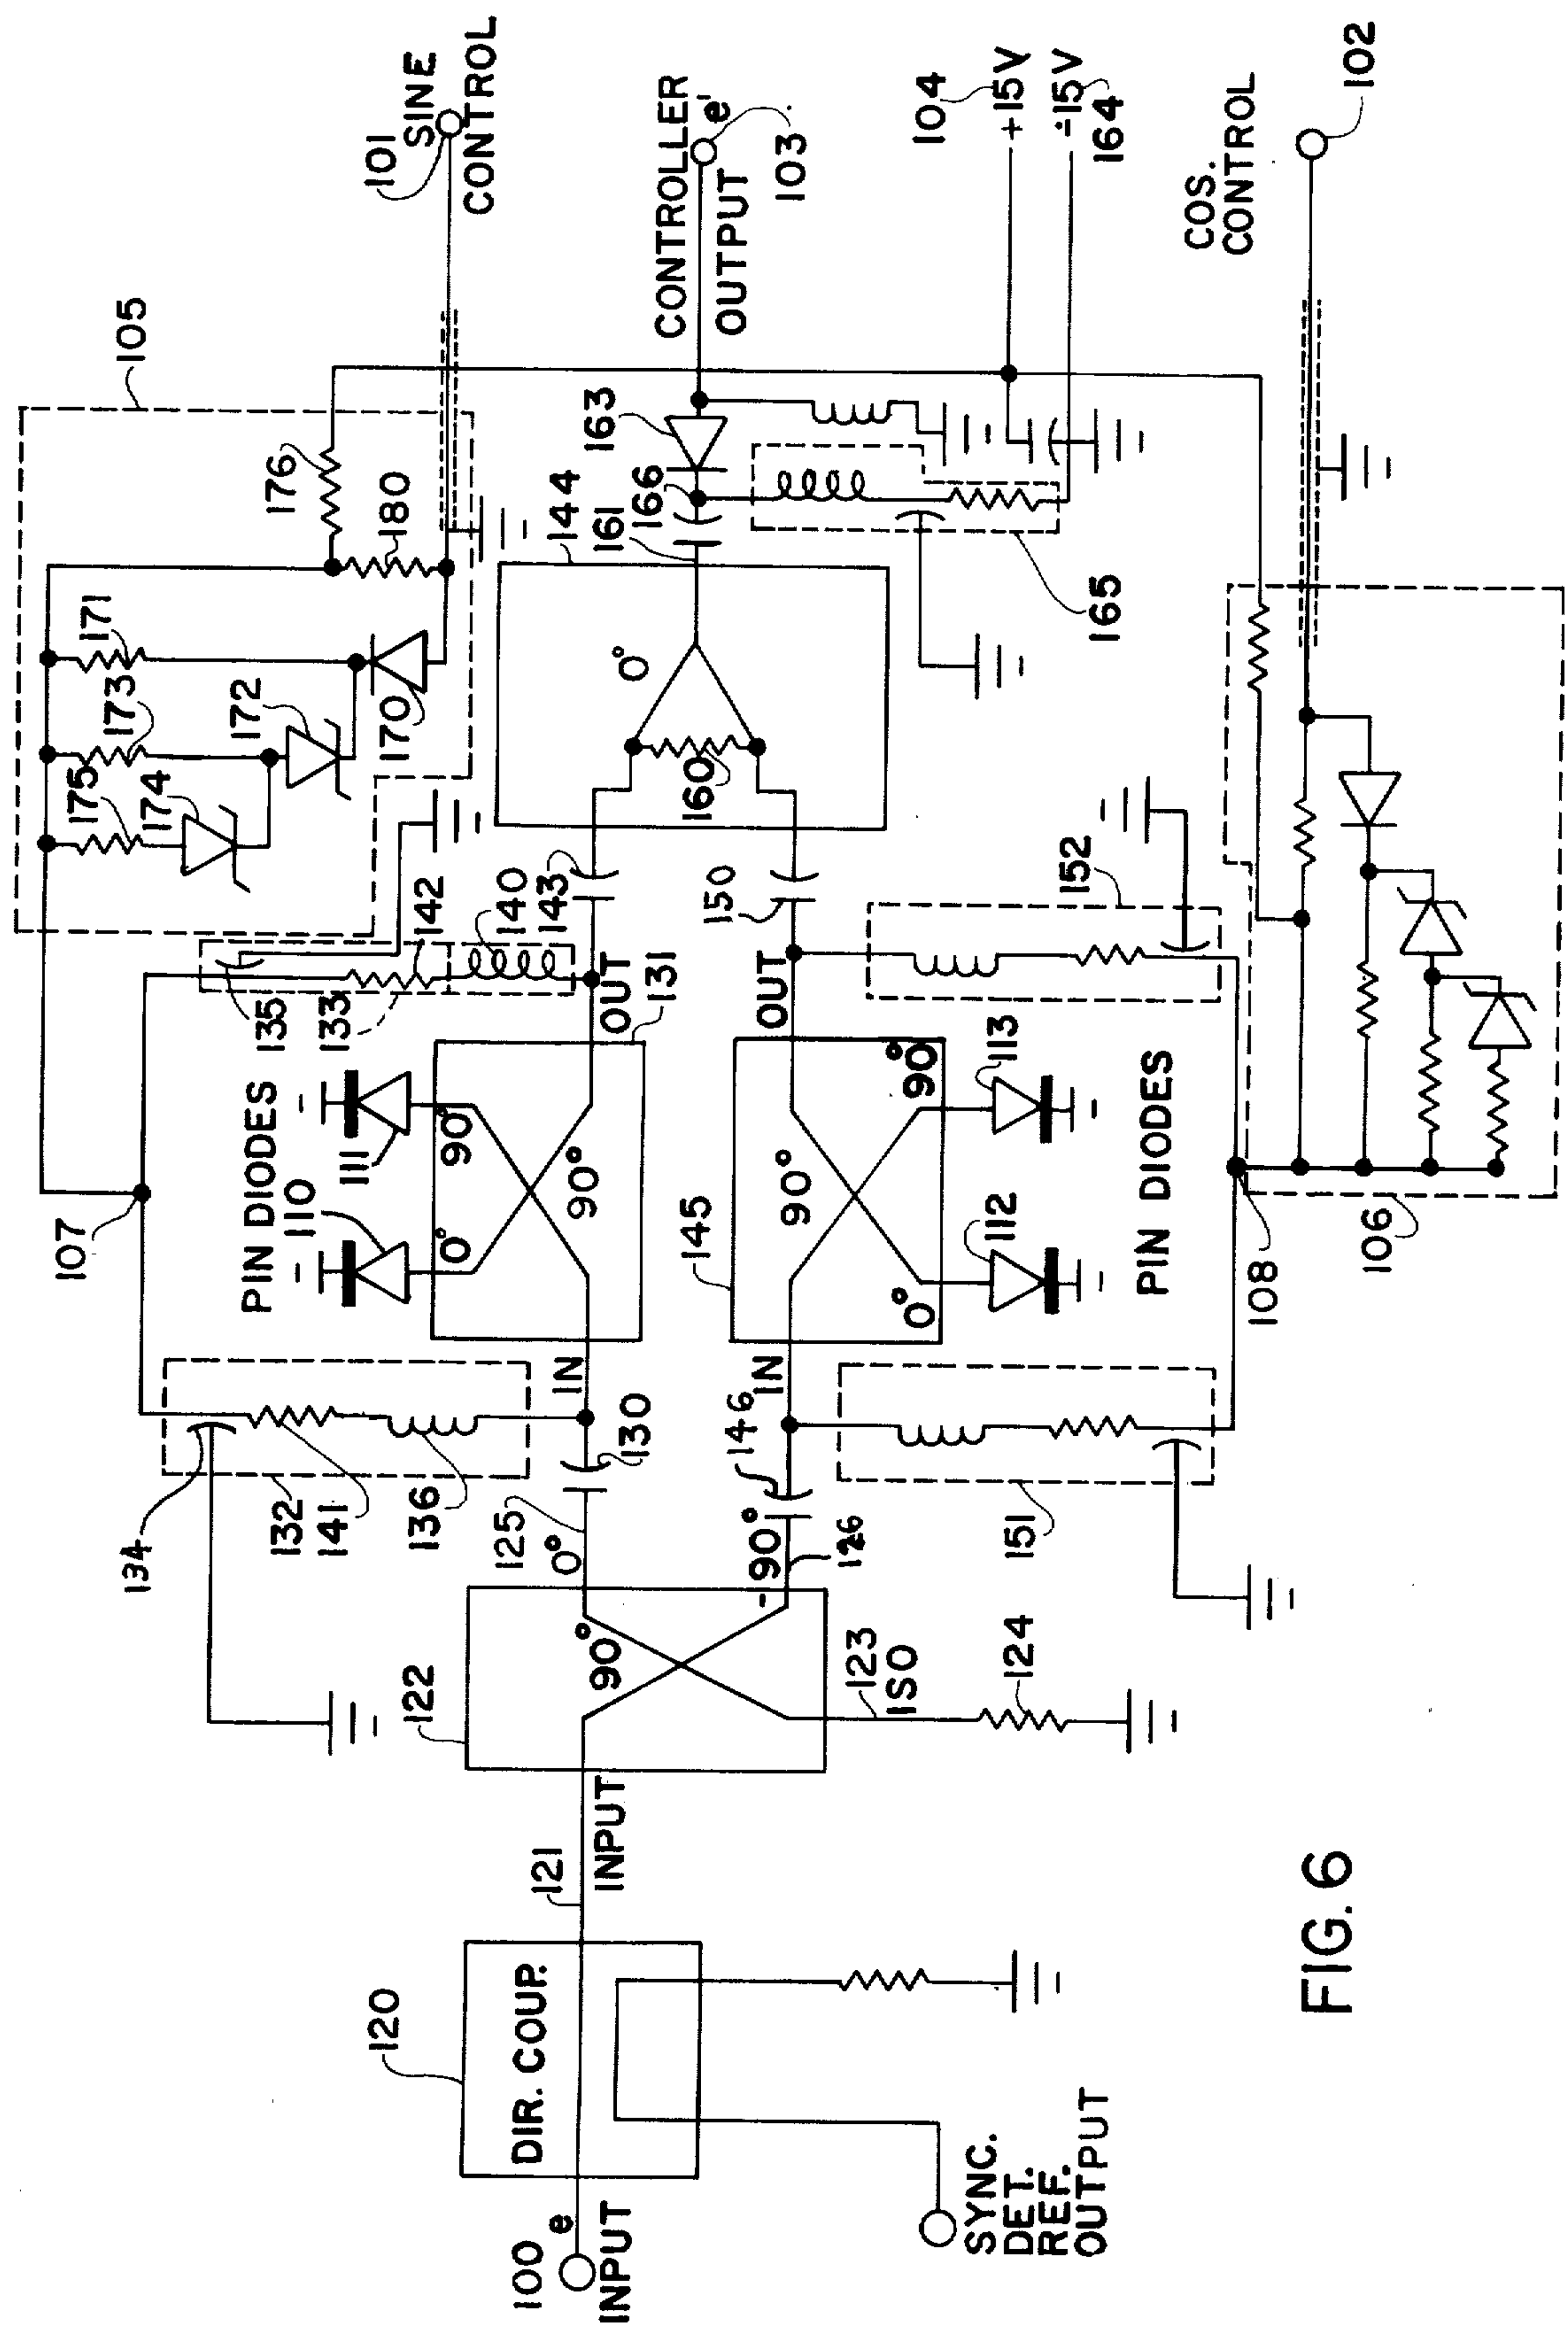 105
101
SINE
CONTROL
176
180
171
173
175
172
174
170
CONTROLLER
OUTPUT
e'
103
104
+15V
-15V
164
163
166
161
144
0°
160
165
COS.
CONTROL
102
107
135
133
142
140
143
OUT
131
PIN DIODES
110
111
0°
90°
90°
IN
130
134
132
141
136
125
0°
150
152
OUT
145
90°
90°
0°
113
112
PIN DIODES
IN
146
-90°
126
151
108
106
122
90°
123
ISO
124
121
INPUT
120
DIR. COUP.
100
e
INPUT
SYNC.
DET.
REF.
OUTPUT
FIG. 6